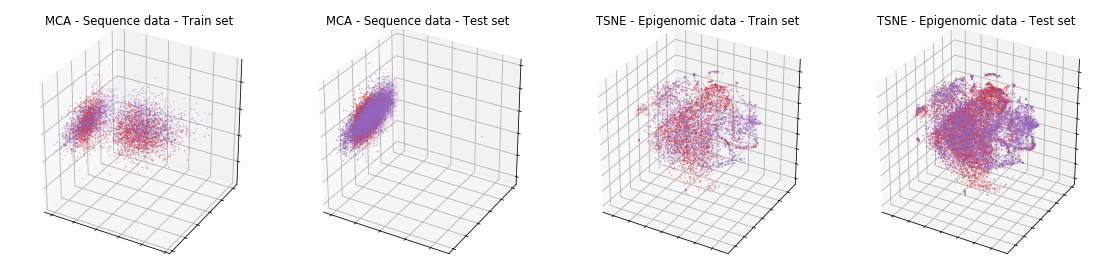 MCA - Sequence data - Train set
MCA - Sequence data - Test set
TSNE - Epigenomic data - Train set
TSNE - Epigenomic data - Test set